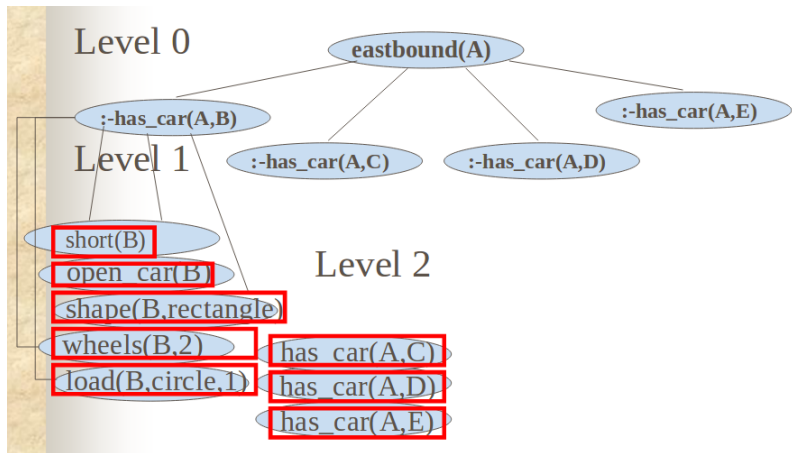 Level 0
eastbound(A)
:-has_car(A,B)
:-has_car(A,E)
Level 1
:-has_car(A,C)
:-has_car(A,D)
short(B)
Level 2
open_car(B)
shape(B,rectangle)
wheels(B,2)
has_car(A,C)
load(B,circle,1)
has_car(A,D)
has_car(A,E)